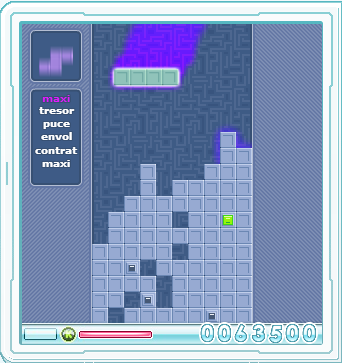 maxi
tresor
puce
envol
contrat
maxi
0063500